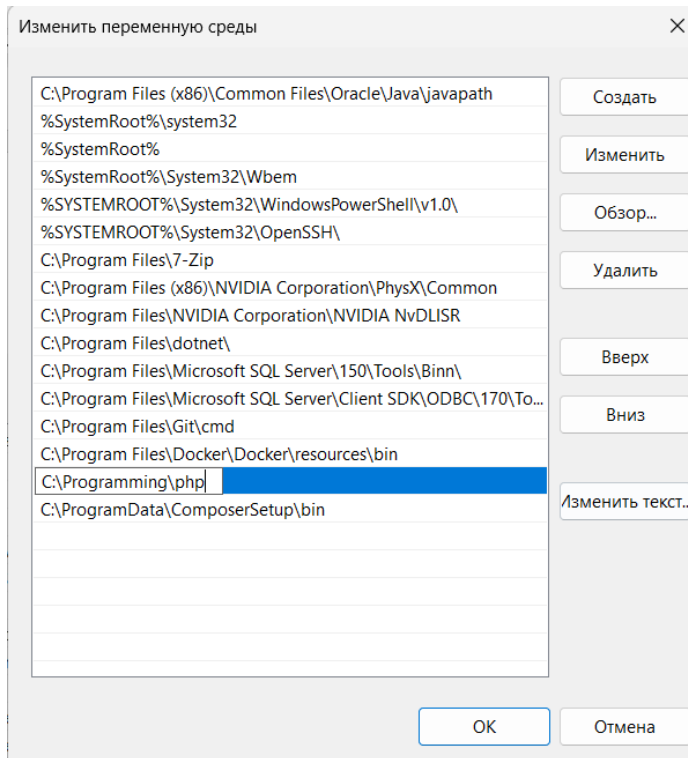 Изменить переменную среды
C:\Program Files (x86)\Common Files\Oracle\Java\javapath
%SystemRoot%\system32
%SystemRoot%
%SystemRoot%\System32\Wbem
%SYSTEMROOT%\System32\WindowsPowerShell\v1.0\
%SYSTEMROOT%\System32\OpenSSH\
C:\Program Files\7-Zip
C:\Program Files (x86)\NVIDIA Corporation\PhysX\Common
C:\Program Files\NVIDIA Corporation\NVIDIA NvDLISR
C:\Program Files\dotnet\
C:\Program Files\Microsoft SQL Server\150\Tools\Binn\
C:\Program Files\Microsoft SQL Server\Client SDK\ODBC\170\To...
C:\Program Files\Git\cmd
C:\Program Files\Docker\Docker\resources\bin
C:\Programming\php
C:\ProgramData\ComposerSetup\bin
Создать
Изменить
Обзор...
Удалить
Вверх
Вниз
Изменить текст..
ОК
Отмена